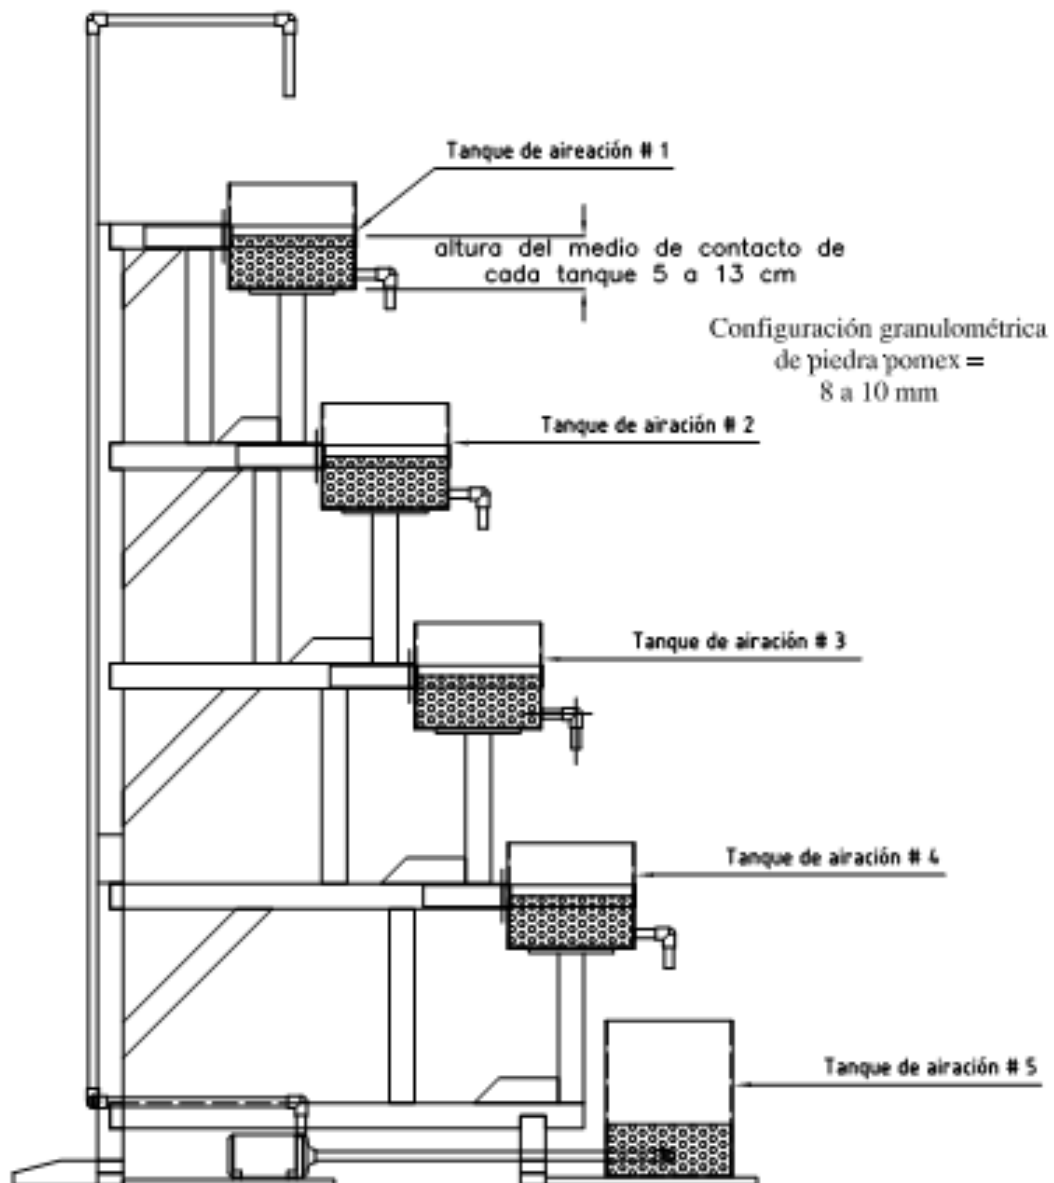 Tanque de aireación # 1
altura del medio de contacto de
cada tanque 5 a 13 cm
Configuración granulométrica
de piedra pomex =
8 a 10 mm
Tanque de airación # 2
Tanque de airación # 3
Tanque de airación # 4
Tanque de airación # 5